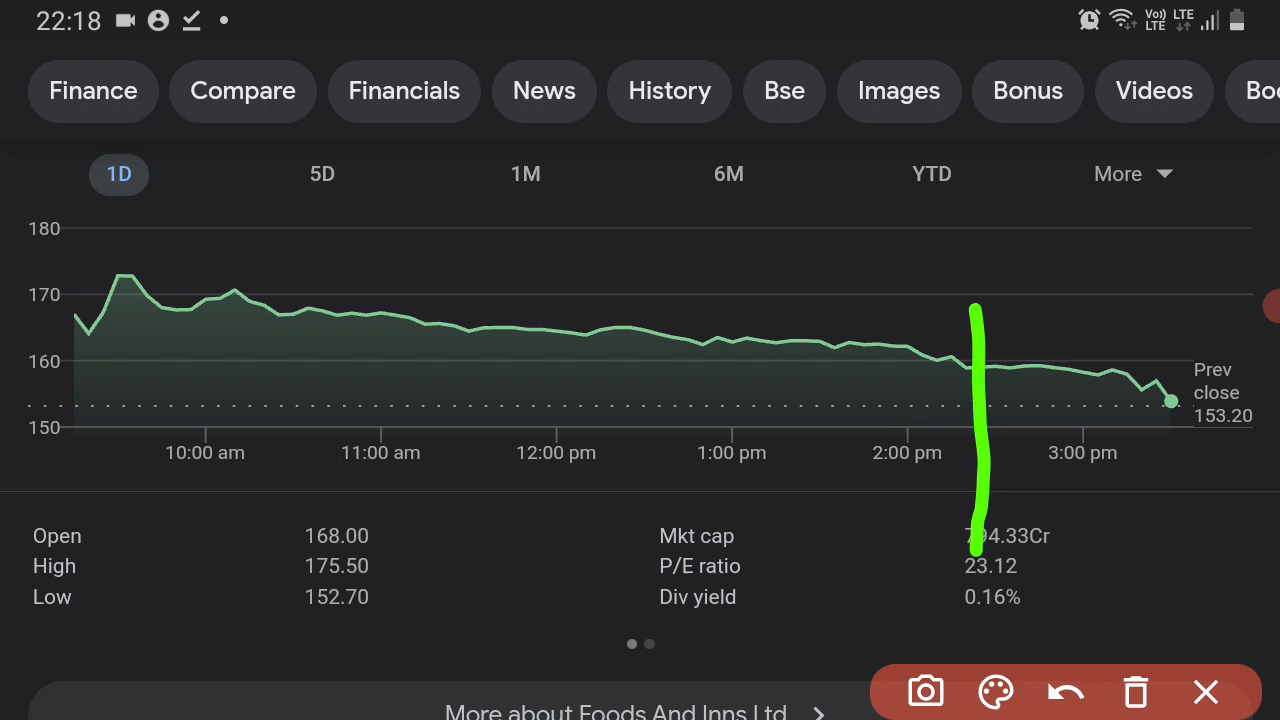 22:18 Vo)) LTE LTE
Finance Compare Financials News History Bse Images Bonus Videos
1D 5D 1M 6M YTD More
180
170
160
150
Prev
close
153.20
10:00 am 11:00 am 12:00 pm 1:00 pm 2:00 pm 3:00 pm
Open 168.00 Mkt cap 794.33Cr
High 175.50 P/E ratio 23.12
Low 152.70 Div yield 0.16%
More about Foods And Inns Ltd